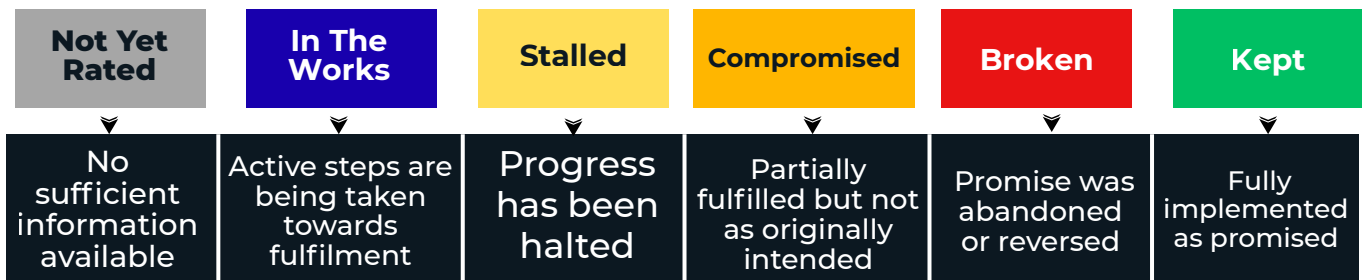 Not Yet
Rated
In The
Works
Stalled
Compromised
Broken
Kept
No
sufficient
information
available
Active steps are
being taken
towards
fulfilment
Progress
has been
halted
Partially
fulfilled but not
as originally
intended
Promise was
abandoned
or reversed
Fully
implemented
as promised